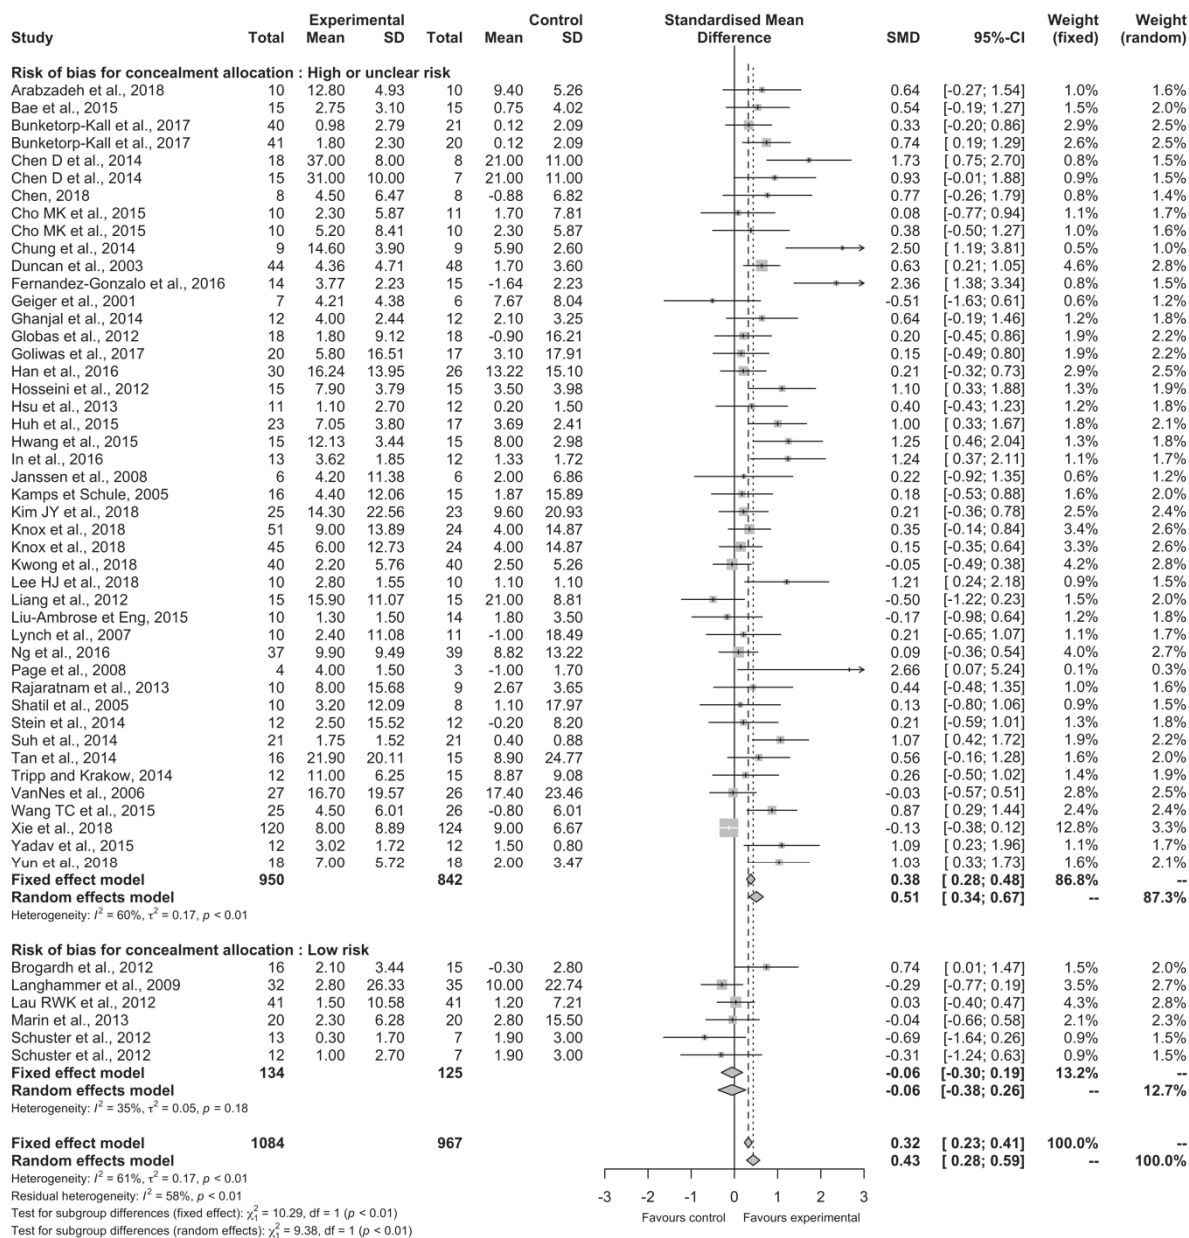 Experimental Control Standardised Mean Weight Weight
Study Total Mean SD Total Mean SD Difference SMD 95%-CI (fixed) (random)
Risk of bias for concealment allocation : High or unclear risk
Arabzadeh et al., 2018 10 12.80 4.93 10 9.40 5.26 0.64 [-0.27; 1.54] 1.0% 1.6%
Bae et al., 2015 15 2.75 3.10 15 0.75 4.02 0.54 [-0.19; 1.27] 1.5% 2.0%
Bunketorp-Kall et al., 2017 40 0.98 2.79 21 0.12 2.09 0.33 [-0.20; 0.86] 2.9% 2.5%
Bunketorp-Kall et al., 2017 41 1.80 2.30 20 0.12 2.09 0.74 [ 0.19; 1.29] 2.6% 2.5%
Chen D et al., 2014 18 37.00 8.00 8 21.00 11.00 1.73 [ 0.75; 2.70] 0.8% 1.5%
Chen D et al., 2014 15 31.00 10.00 7 21.00 11.00 0.93 [-0.01; 1.88] 0.9% 1.5%
Chen, 2018 8 4.50 6.47 8 -0.88 6.82 0.77 [-0.26; 1.79] 0.8% 1.4%
Cho MK et al., 2015 10 2.30 5.87 11 1.70 7.81 0.08 [-0.77; 0.94] 1.1% 1.7%
Cho MK et al., 2015 10 5.20 8.41 10 2.30 5.87 0.38 [-0.50; 1.27] 1.0% 1.6%
Chung et al., 2014 9 14.60 3.90 9 5.90 2.60 2.50 [ 1.19; 3.81] 0.5% 1.0%
Duncan et al., 2003 44 4.36 4.71 48 1.70 3.60 0.63 [ 0.21; 1.05] 4.6% 2.8%
Fernandez-Gonzalo et al., 2016 14 3.77 2.23 15 -1.64 2.23 2.36 [ 1.38; 3.34] 0.8% 1.5%
Geiger et al., 2001 7 4.21 4.38 6 7.67 8.04 -0.51 [-1.63; 0.61] 0.6% 1.2%
Ghanjal et al., 2014 12 4.00 2.44 12 2.10 3.25 0.64 [-0.19; 1.46] 1.2% 1.8%
Globas et al., 2012 18 1.80 9.12 18 -0.90 16.21 0.20 [-0.45; 0.86] 1.9% 2.2%
Goliwas et al., 2017 20 5.80 16.51 17 3.10 17.91 0.15 [-0.49; 0.80] 1.9% 2.2%
Han et al., 2016 30 16.24 13.95 26 13.22 15.10 0.21 [-0.32; 0.73] 2.9% 2.5%
Hosseini et al., 2012 15 7.90 3.79 15 3.50 3.98 1.10 [ 0.33; 1.88] 1.3% 1.9%
Hsu et al., 2013 11 1.10 2.70 12 0.20 1.50 0.40 [-0.43; 1.23] 1.2% 1.8%
Huh et al., 2015 23 7.05 3.80 17 3.69 2.41 1.00 [ 0.33; 1.67] 1.8% 2.1%
Hwang et al., 2015 15 12.13 3.44 15 8.00 2.98 1.25 [ 0.46; 2.04] 1.3% 1.8%
In et al., 2016 13 3.62 1.85 12 1.33 1.72 1.24 [ 0.37; 2.11] 1.1% 1.7%
Janssen et al., 2008 6 4.20 11.38 6 2.00 6.86 0.22 [-0.92; 1.35] 0.6% 1.2%
Kamps et Schule, 2005 16 4.40 12.06 15 1.87 15.89 0.18 [-0.53; 0.88] 1.6% 2.0%
Kim JY et al., 2018 25 14.30 22.56 23 9.60 20.93 0.21 [-0.36; 0.78] 2.5% 2.4%
Knox et al., 2018 51 9.00 13.89 24 4.00 14.87 0.35 [-0.14; 0.84] 3.4% 2.6%
Knox et al., 2018 45 6.00 12.73 24 4.00 14.87 0.15 [-0.35; 0.64] 3.3% 2.6%
Kwong et al., 2018 40 2.20 5.76 40 2.50 5.26 -0.05 [-0.49; 0.38] 4.2% 2.8%
Lee HJ et al., 2018 10 2.80 1.55 10 1.10 1.10 1.21 [ 0.24; 2.18] 0.9% 1.5%
Liang et al., 2012 15 15.90 11.07 15 21.00 8.81 -0.50 [-1.22; 0.23] 1.5% 2.0%
Liu-Ambrose et Eng, 2015 10 1.30 1.50 14 1.80 3.50 -0.17 [-0.98; 0.64] 1.2% 1.8%
Lynch et al., 2007 10 2.40 11.08 11 -1.00 18.49 0.21 [-0.65; 1.07] 1.1% 1.7%
Ng et al., 2016 37 9.90 9.49 39 8.82 13.22 0.09 [-0.36; 0.54] 4.0% 2.7%
Page et al., 2008 4 4.00 1.50 3 -1.00 1.70 2.66 [ 0.07; 5.24] 0.1% 0.3%
Rajaratnam et al., 2013 10 8.00 15.68 9 2.67 3.65 0.44 [-0.48; 1.35] 1.0% 1.6%
Shatil et al., 2005 10 3.20 12.09 8 1.10 17.97 0.13 [-0.80; 1.06] 0.9% 1.6%
Stein et al., 2014 12 2.50 15.52 12 -0.20 8.20 0.21 [-0.59; 1.01] 1.3% 1.8%
Suh et al., 2014 21 1.75 1.52 21 0.40 0.88 1.07 [ 0.42; 1.72] 1.9% 2.2%
Tan et al., 2014 16 21.90 20.11 15 8.90 24.77 0.56 [-0.16; 1.28] 1.6% 2.0%
Tripp and Krakow, 2014 12 11.00 6.25 15 8.87 9.08 0.26 [-0.50; 1.02] 1.4% 1.9%
VanNes et al., 2006 27 16.70 19.57 26 17.40 23.46 -0.03 [-0.57; 0.51] 2.8% 2.5%
Wang TC et al., 2015 25 4.50 6.01 26 -0.80 6.01 0.87 [ 0.29; 1.44] 2.4% 2.4%
Xie et al., 2018 120 8.00 8.89 124 9.00 6.67 -0.13 [-0.38; 0.12] 12.8% 3.3%
Yadav et al., 2015 12 3.02 1.72 12 1.50 0.80 1.09 [ 0.23; 1.96] 1.1% 1.7%
Yun et al., 2018 18 7.00 5.72 18 2.00 3.47 1.03 [ 0.33; 1.73] 1.6% 2.1%
Fixed effect model 950 842 0.38 [ 0.28; 0.48] 86.8% --
Random effects model 0.51 [ 0.34; 0.67] -- 87.3%
Heterogeneity: I² = 60%, τ² = 0.17, p < 0.01
Risk of bias for concealment allocation : Low risk
Brogardh et al., 2012 16 2.10 3.44 15 -0.30 2.80 0.74 [ 0.01; 1.47] 1.5% 2.0%
Langhammer et al., 2009 32 2.80 26.33 35 10.00 22.74 -0.29 [-0.77; 0.19] 3.5% 2.7%
Lau RWK et al., 2012 41 1.50 10.58 41 1.20 7.21 0.03 [-0.40; 0.47] 4.3% 2.8%
Marin et al., 2013 20 2.30 6.28 20 2.80 15.50 -0.04 [-0.66; 0.58] 2.1% 2.3%
Schuster et al., 2012 13 0.30 1.70 7 1.90 3.00 -0.69 [-1.64; 0.26] 0.9% 1.5%
Schuster et al., 2012 12 1.00 2.70 7 1.90 3.00 -0.31 [-1.24; 0.63] 0.9% 1.5%
Fixed effect model 134 125 -0.06 [-0.30; 0.19] 13.2% --
Random effects model -0.06 [-0.38; 0.26] -- 12.7%
Heterogeneity: I² = 35%, τ² = 0.05, p = 0.18
Fixed effect model 1084 967 0.32 [ 0.23; 0.41] 100.0% --
Random effects model 0.43 [ 0.28; 0.59] -- 100.0%
Heterogeneity: I² = 61%, τ² = 0.17, p < 0.01
Residual heterogeneity: I² = 58%, p < 0.01
-3 -2 -1 0 1 2 3
Test for subgroup differences (fixed effect): χ²₁ = 10.29, df = 1 (p < 0.01)
Favours control Favours experimental
Test for subgroup differences (random effects): χ²₁ = 9.38, df = 1 (p < 0.01)